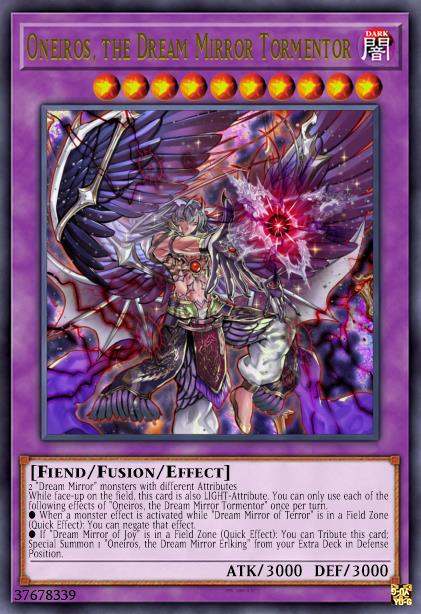 Oneiros, the Dream Mirror Tormentor
DARK
闇
[Fiend/Fusion/Effect]
2 "Dream Mirror" monsters with different Attributes
While face-up on the field, this card is also LIGHT-Attribute. You can only use each of the
following effects of "Oneiros, the Dream Mirror Tormentor" once per turn.
● When a monster effect is activated while "Dream Mirror of Terror" is in a Field Zone
(Quick Effect): You can negate that effect.
● If "Dream Mirror of Joy" is in a Field Zone (Quick Effect): You can Tribute this card;
Special Summon 1 "Oneiros, the Dream Mirror Erlking" from your Extra Deck in Defense
Position.
ATK/3000 DEF/3000
37678339